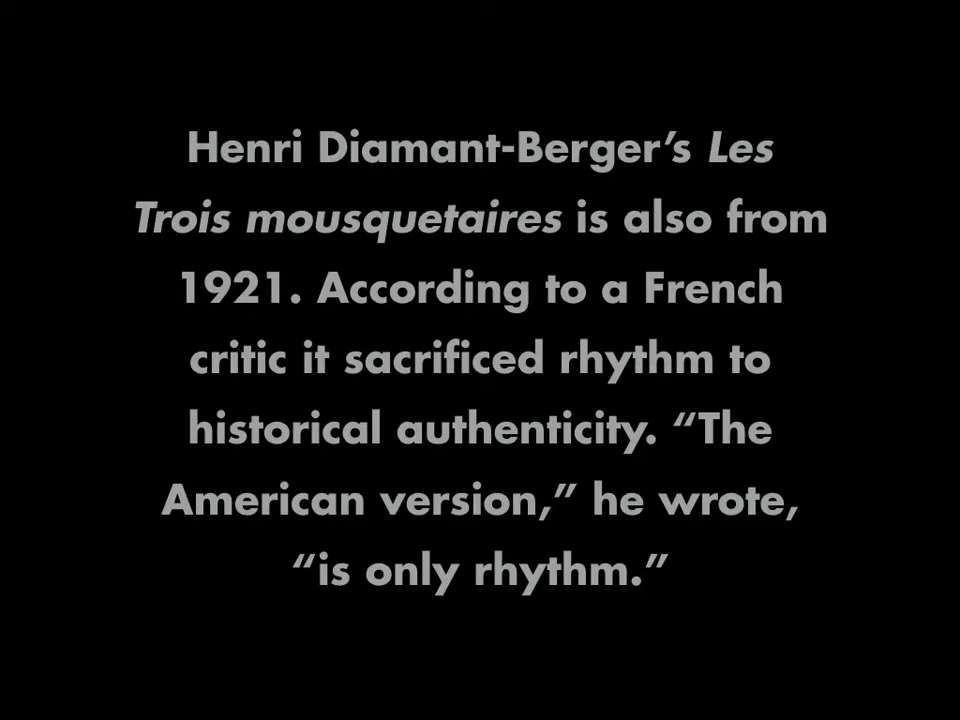 Henri Diamant-Berger’s Les
Trois mousquetaires is also from
1921. According to a French
critic it sacrificed rhythm to
historical authenticity. “The
American version,” he wrote,
“is only rhythm.”